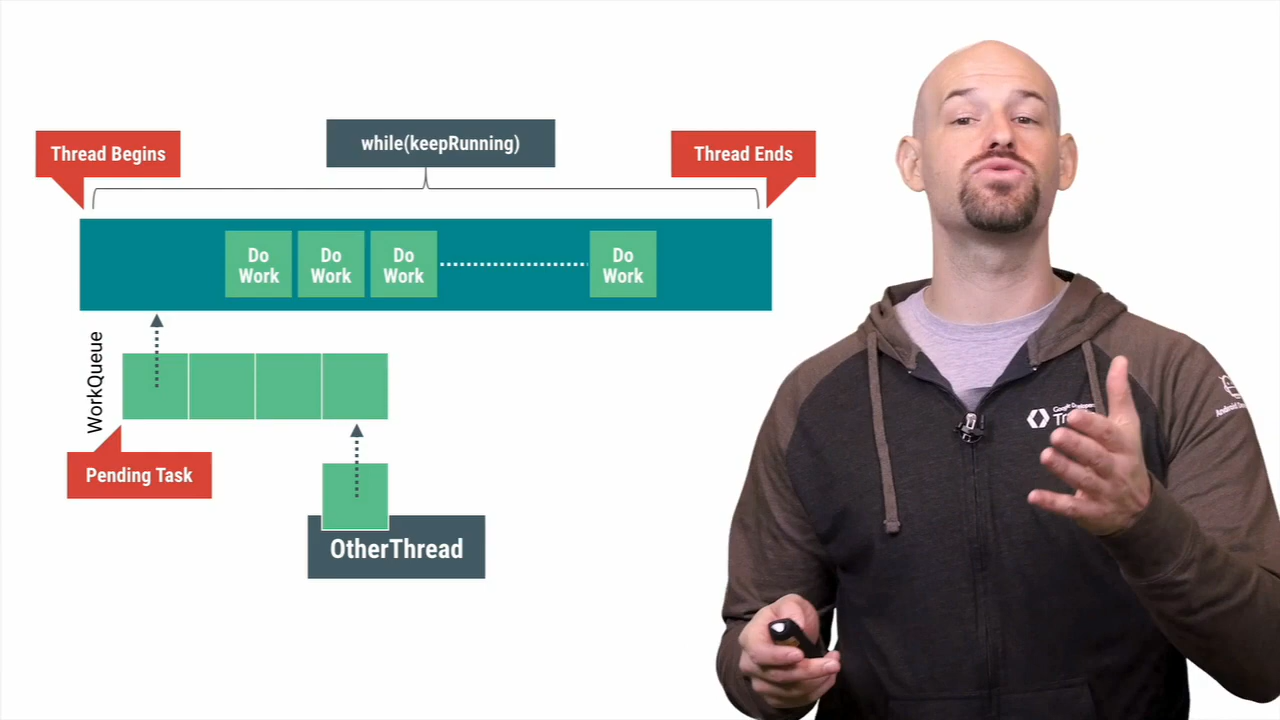 Thread Begins
while(keepRunning)
Thread Ends
Do
Work
Do
Work
Do
Work
Do
Work
WorkQueue
Pending Task
OtherThread